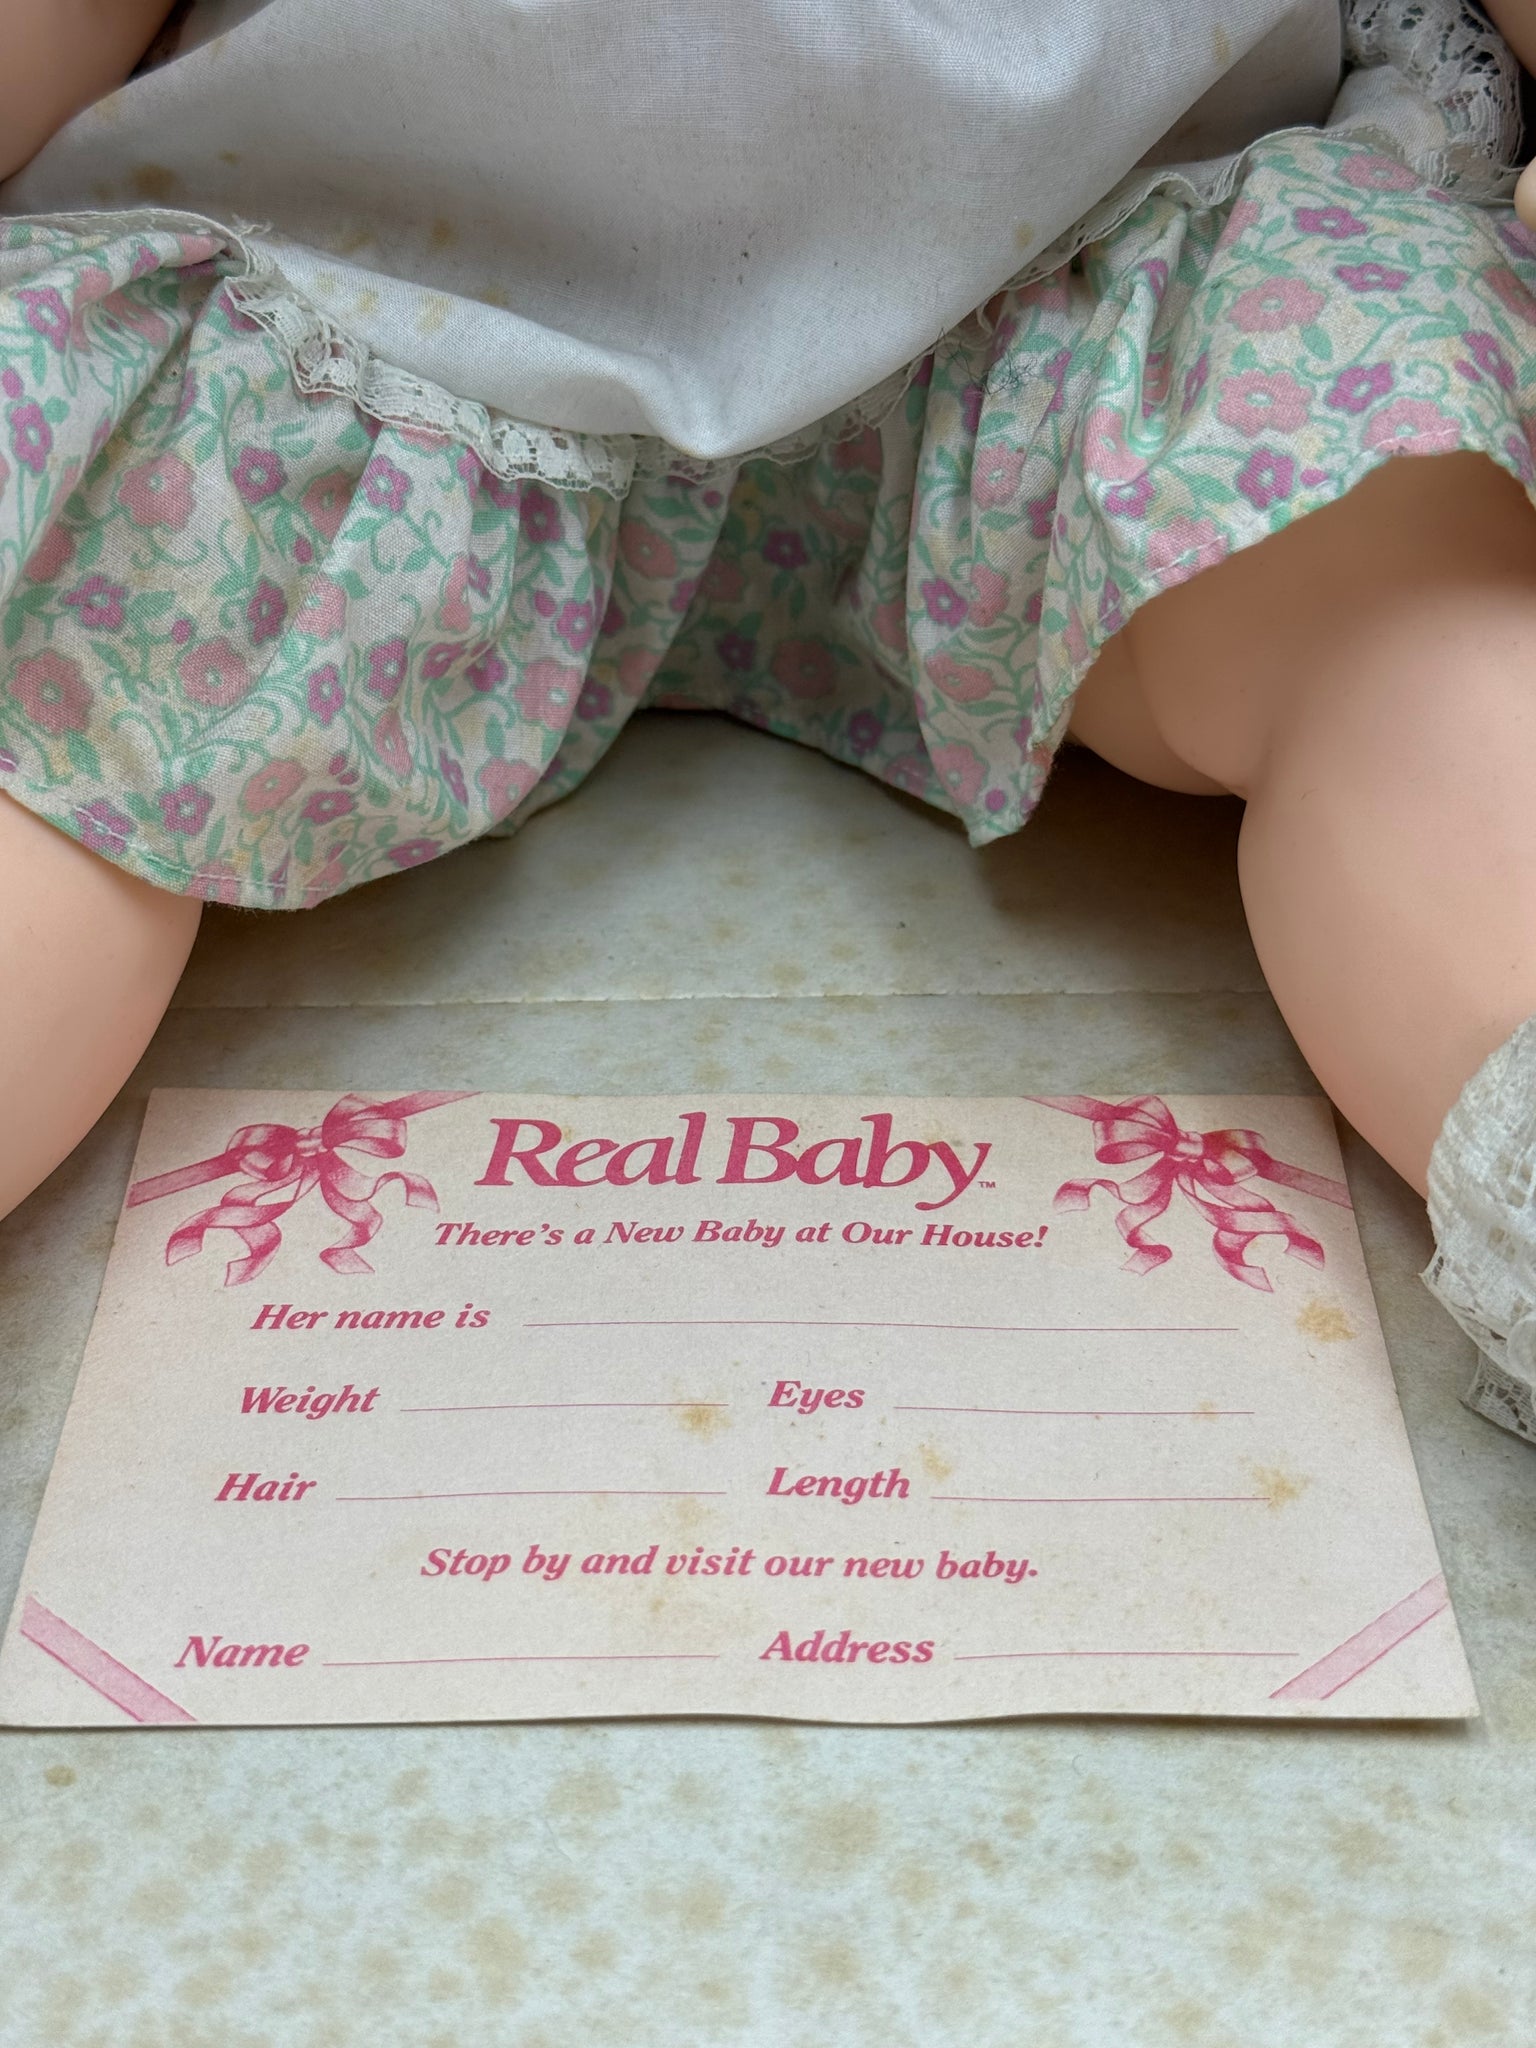 Real Baby™
There's a New Baby at Our House!
Her name is
Weight Eyes
Hair Length
Stop by and visit our new baby.
Name Address